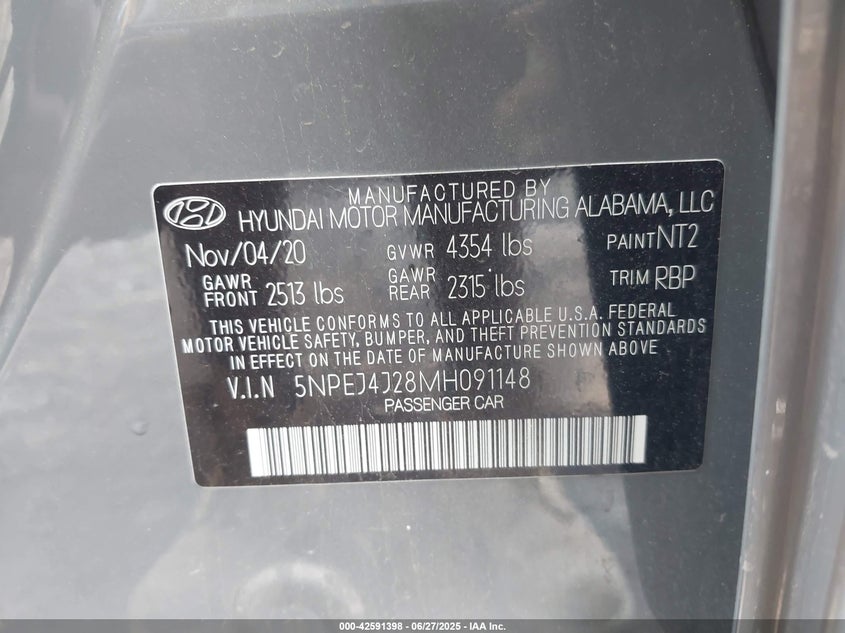 MANUFACTURED BY
HYUNDAI MOTOR MANUFACTURING ALABAMA, LLC
Nov/04/20 GVWR 4354 lbs PAINT NT2
GAWR FRONT 2513 lbs GAWR REAR 2315 lbs TRIM RBP
THIS VEHICLE CONFORMS TO ALL APPLICABLE U.S.A. FEDERAL
MOTOR VEHICLE SAFETY, BUMPER, AND THEFT PREVENTION STANDARDS
IN EFFECT ON THE DATE OF MANUFACTURE SHOWN ABOVE
V.I.N 5NPEJ4J28MH091148
PASSENGER CAR
000-42591398 - 06/27/2025 - IAA Inc.